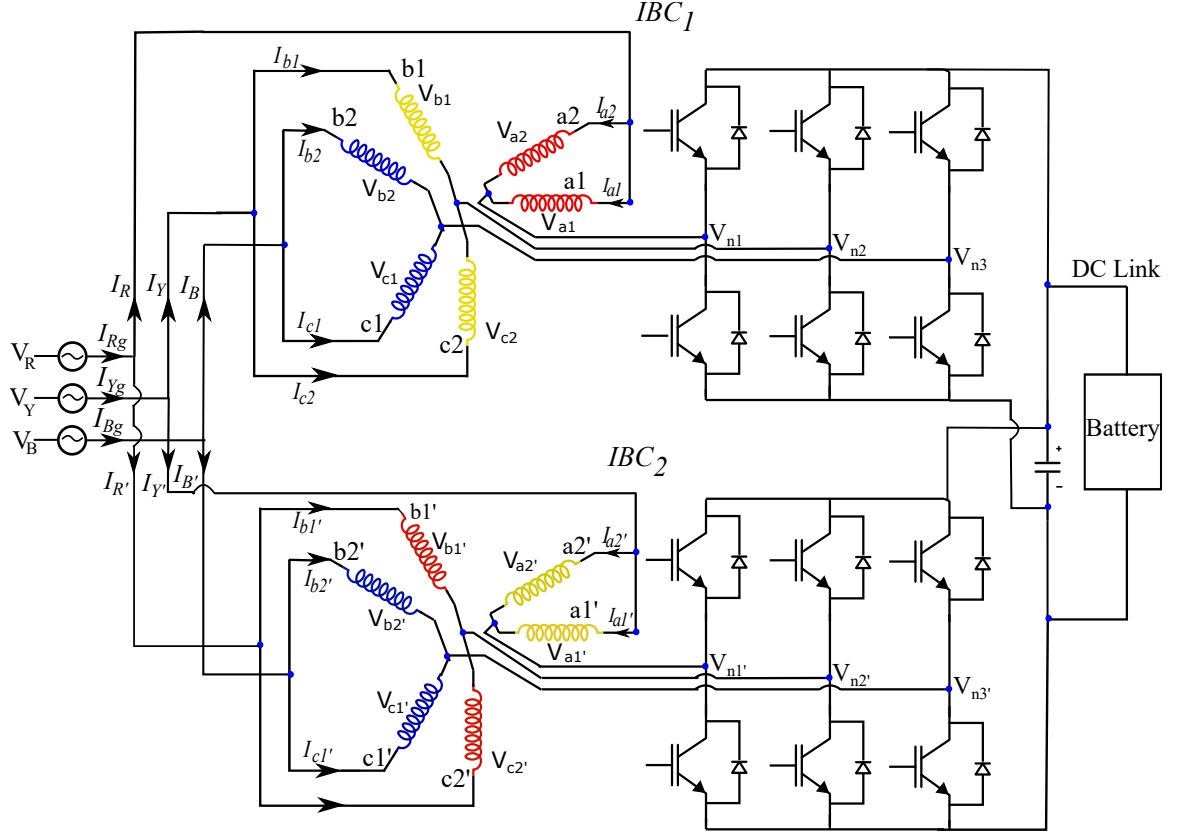 IBC1
Ib1
b1
Vb1
b2
Ib2
Vb2
Va2
a2
Ia2
a1
Ia1
Va1
Vn1
Vn2
Vn3
Vc1
Ic1
c1
c2
Vc2
Ic2
IR
IY
IB
DC Link
VR
IRg
VY
IYg
VB
IBg
Battery
+
−
IR'
IY'
IB'
IBC2
Ib1'
b1'
Vb1'
b2'
Ib2'
Vb2'
Va2'
a2'
Ia2'
a1'
Ia1'
Va1'
Vn1'
Vn2'
Vn3'
Vc1'
Ic1'
c1'
c2'
Vc2'